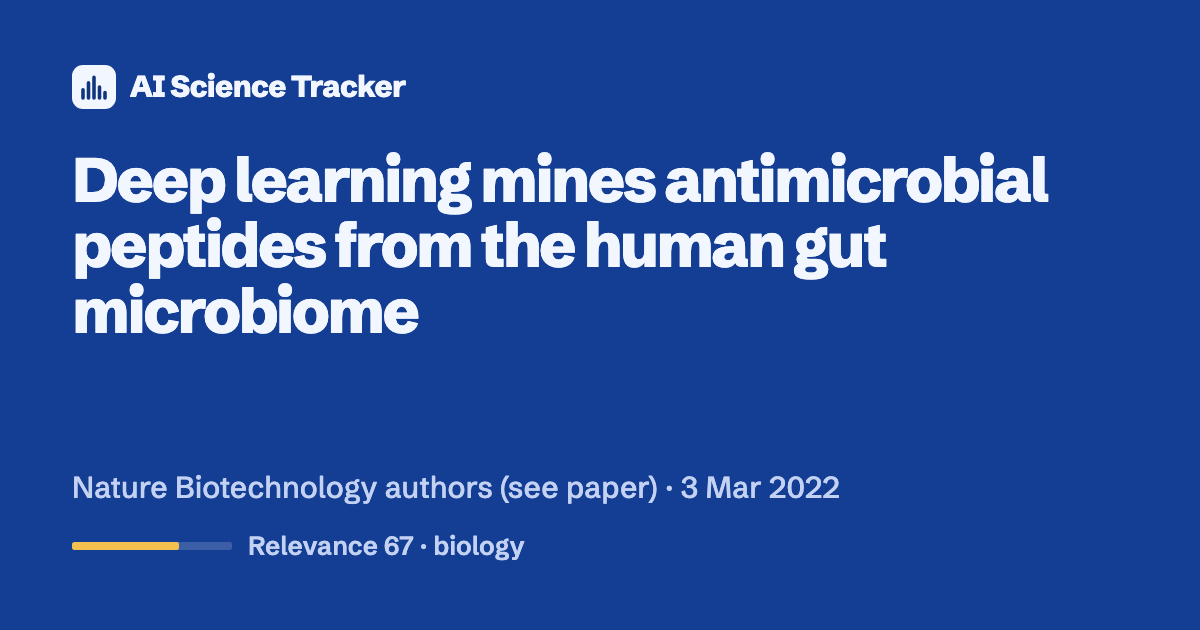 AI Science Tracker
Deep learning mines antimicrobial
peptides from the human gut
microbiome
Nature Biotechnology authors (see paper) · 3 Mar 2022
Relevance 67 · biology